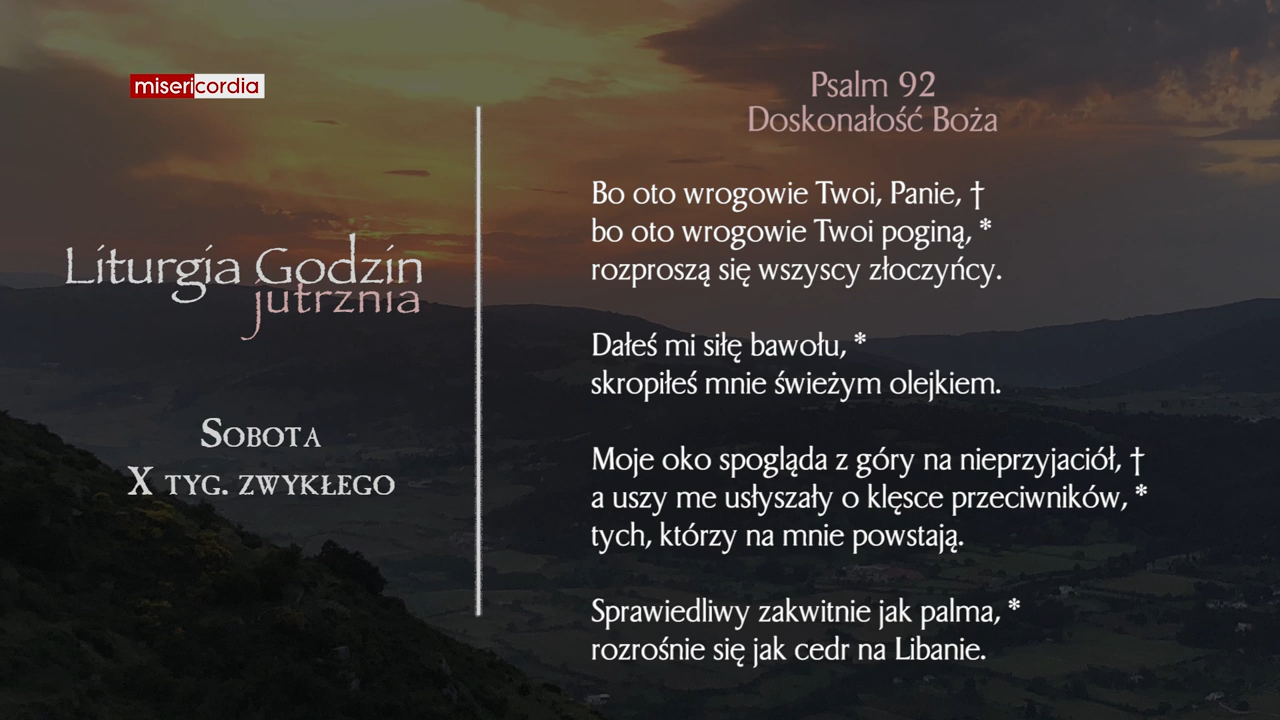 misericordia
Liturgia Godzin
jutrznia
Sobota
X tyg. zwykłego
Psalm 92
Doskonałość Boża
Bo oto wrogowie Twoi, Panie, †
bo oto wrogowie Twoi poginą, *
rozproszą się wszyscy złoczyńcy.
Dałeś mi siłę bawołu, *
skropiłeś mnie świeżym olejkiem.
Moje oko spogląda z góry na nieprzyjaciół, †
a uszy me usłyszały o klęsce przeciwników, *
tych, którzy na mnie powstają.
Sprawiedliwy zakwitnie jak palma, *
rozrośnie się jak cedr na Libanie.